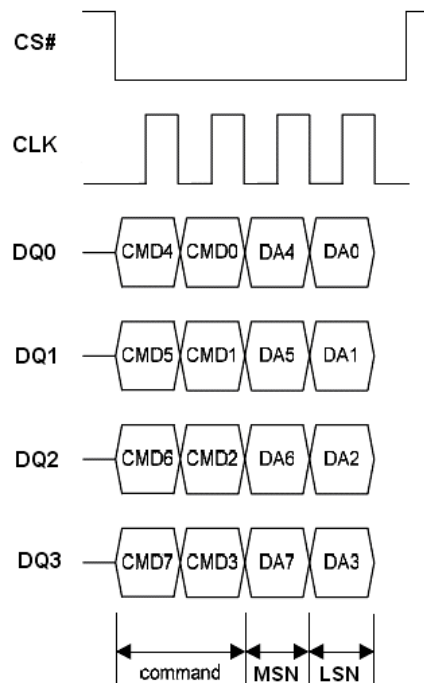 CS#
CLK
DQ0 CMD4 CMD0 DA4 DA0
DQ1 CMD5 CMD1 DA5 DA1
DQ2 CMD6 CMD2 DA6 DA2
DQ3 CMD7 CMD3 DA7 DA3
command MSN LSN